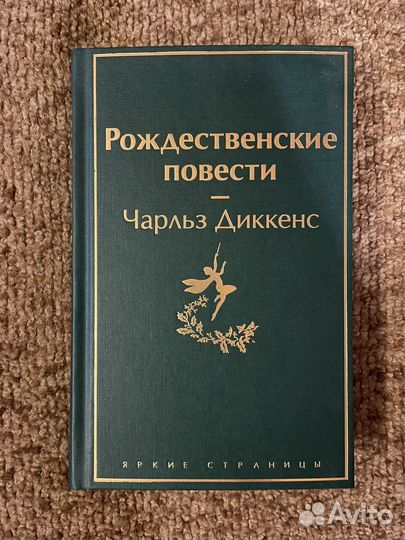 Рождественские
повести
—
Чарльз Диккенс
ЯРКИЕ СТРАНИЦЫ
Avito